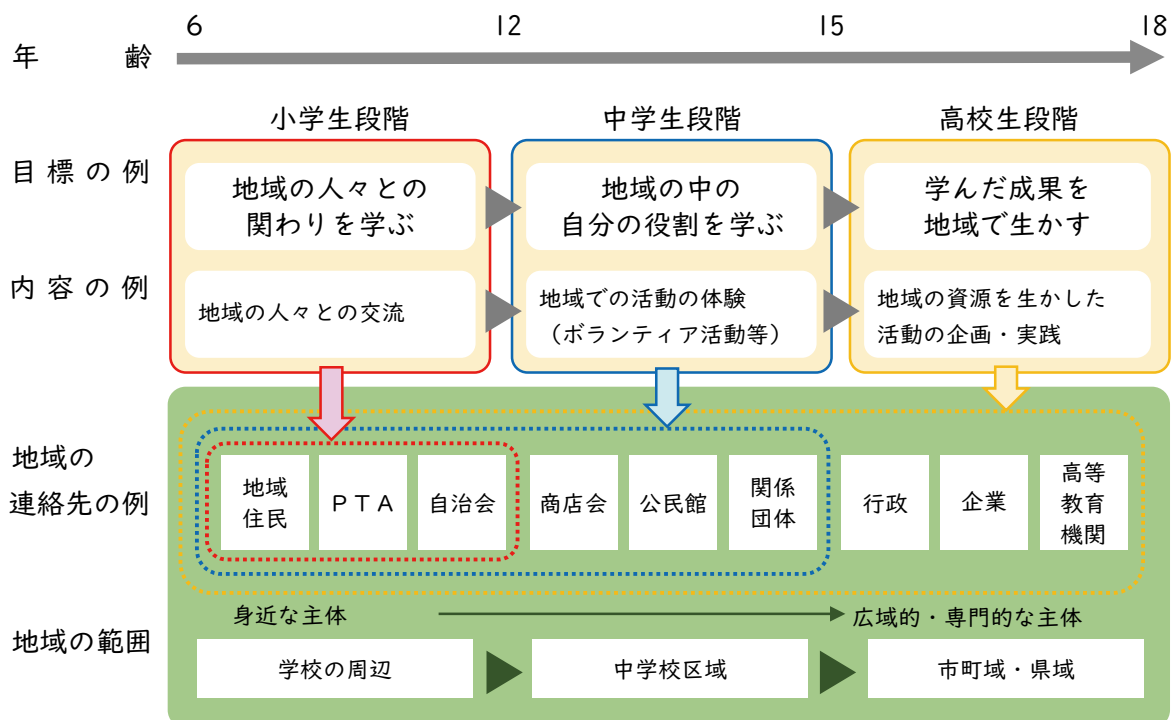 6 12 15 18
年齢
小学生段階 中学生段階 高校生段階
目標の例
地域の人々との
関わりを学ぶ
地域の中の
自分の役割を学ぶ
学んだ成果を
地域で生かす
内容の例
地域の人々との交流
地域での活動の体験
（ボランティア活動等）
地域の資源を生かした
活動の企画・実践
地域の
連絡先の例
地域
住民
ＰＴＡ
自治会
商店会
公民館
関係
団体
行政
企業
高等
教育
機関
身近な主体 広域的・専門的な主体
地域の範囲
学校の周辺 中学校区域 市町域・県域